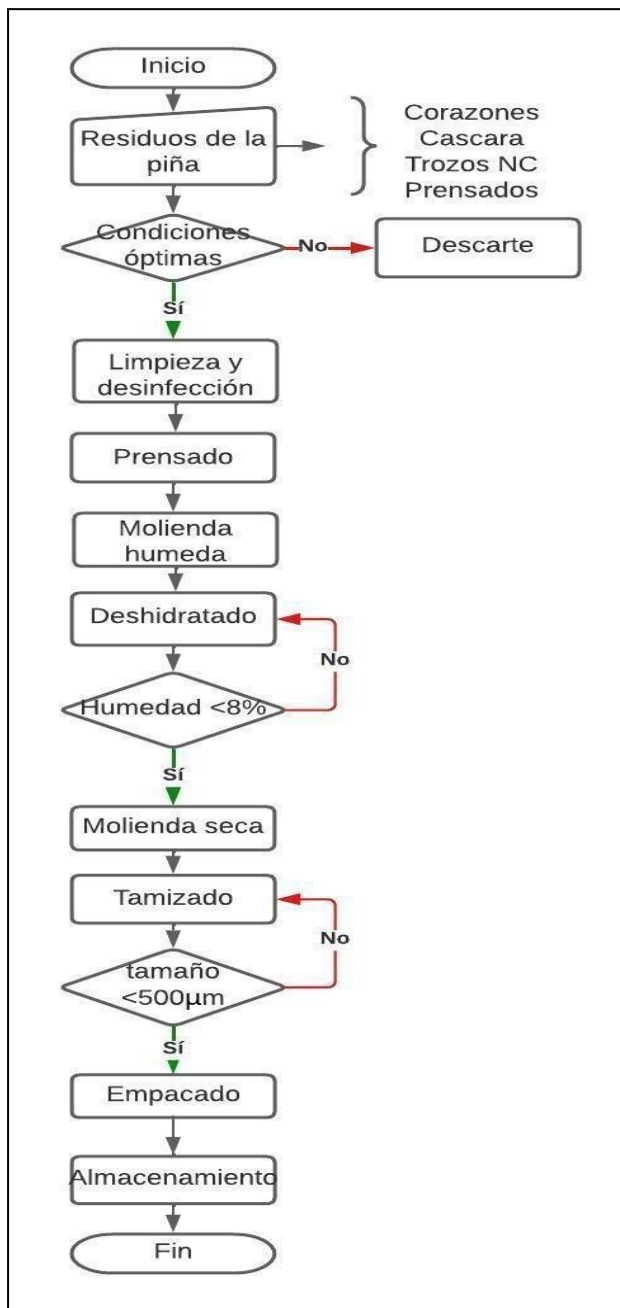 Inicio
Residuos de la
piña
Corazones
Cascara
Trozos NC
Prensados
Condiciones
óptimas
No
Descarte
Sí
Limpieza y
desinfección
Prensado
Molienda
humeda
Deshidratado
No
Humedad <8%
Sí
Molienda seca
Tamizado
No
tamaño
<500μm
Sí
Empacado
Almacenamiento
Fin